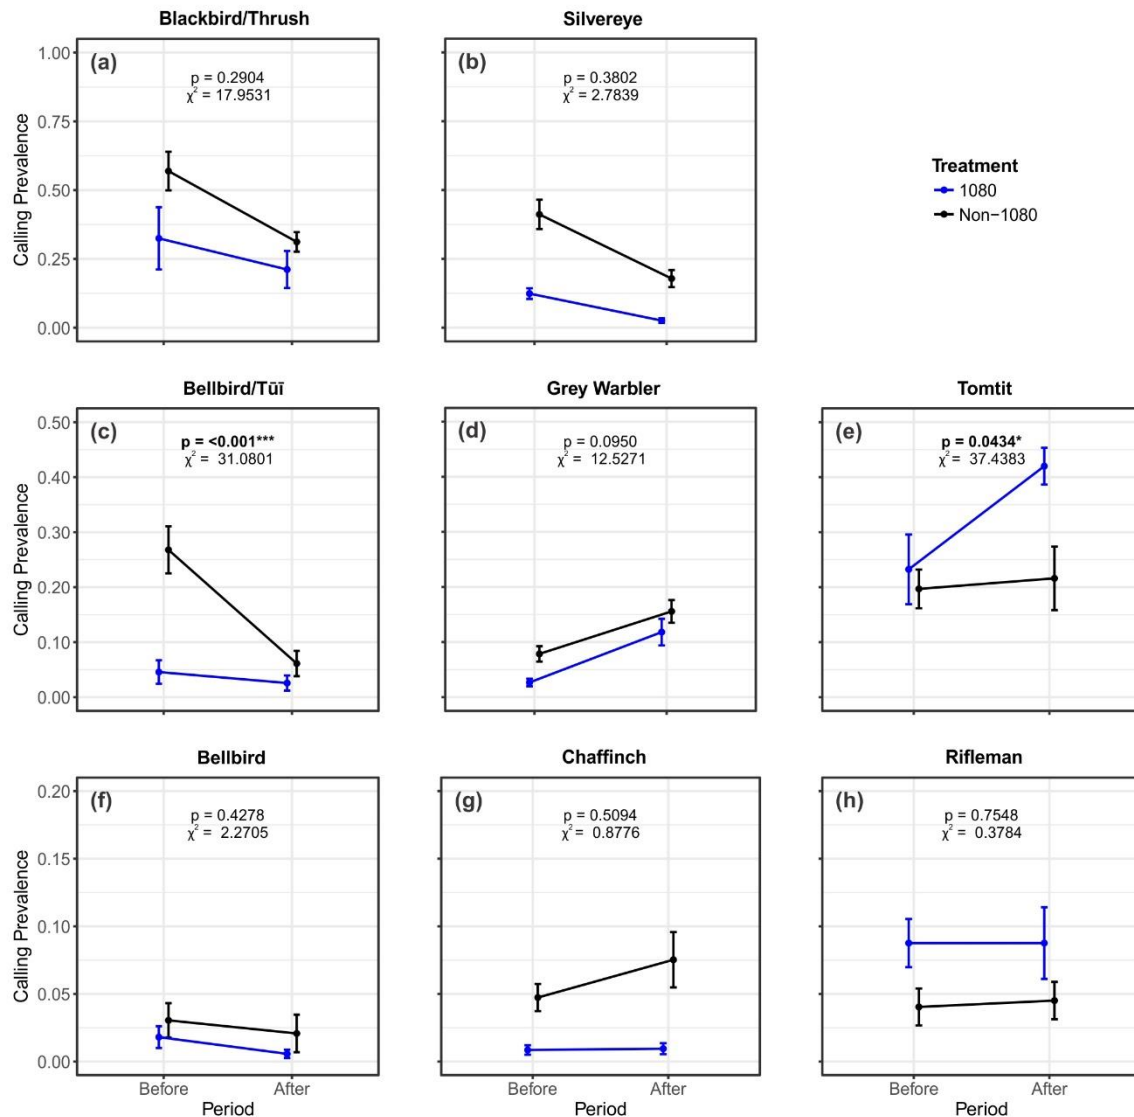 Blackbird/Thrush
(a)
p = 0.2904
χ² = 17.9531
1.00
0.75
0.50
0.25
0.00
Calling Prevalence
Silvereye
(b)
p = 0.3802
χ² = 2.7839
Treatment
1080
Non−1080
Bellbird/Tūī
(c)
p = <0.001***
χ² = 31.0801
0.50
0.40
0.30
0.20
0.10
0.00
Calling Prevalence
Grey Warbler
(d)
p = 0.0950
χ² = 12.5271
Tomtit
(e)
p = 0.0434*
χ² = 37.4383
Bellbird
(f)
p = 0.4278
χ² = 2.2705
0.20
0.15
0.10
0.05
0.00
Calling Prevalence
Before After
Period
Chaffinch
(g)
p = 0.5094
χ² = 0.8776
Before After
Period
Rifleman
(h)
p = 0.7548
χ² = 0.3784
Before After
Period